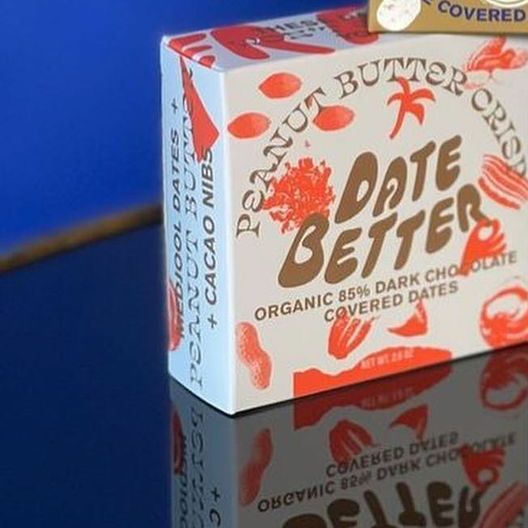 COVERED
PEANUT BUTTER CRISP
DATE
BETTER
ORGANIC 85% DARK CHOCOLATE
COVERED DATES
NET WT 2.8 OZ
MEDJOOL DATES +
PEANUT BUTTER
+ CACAO NIBS